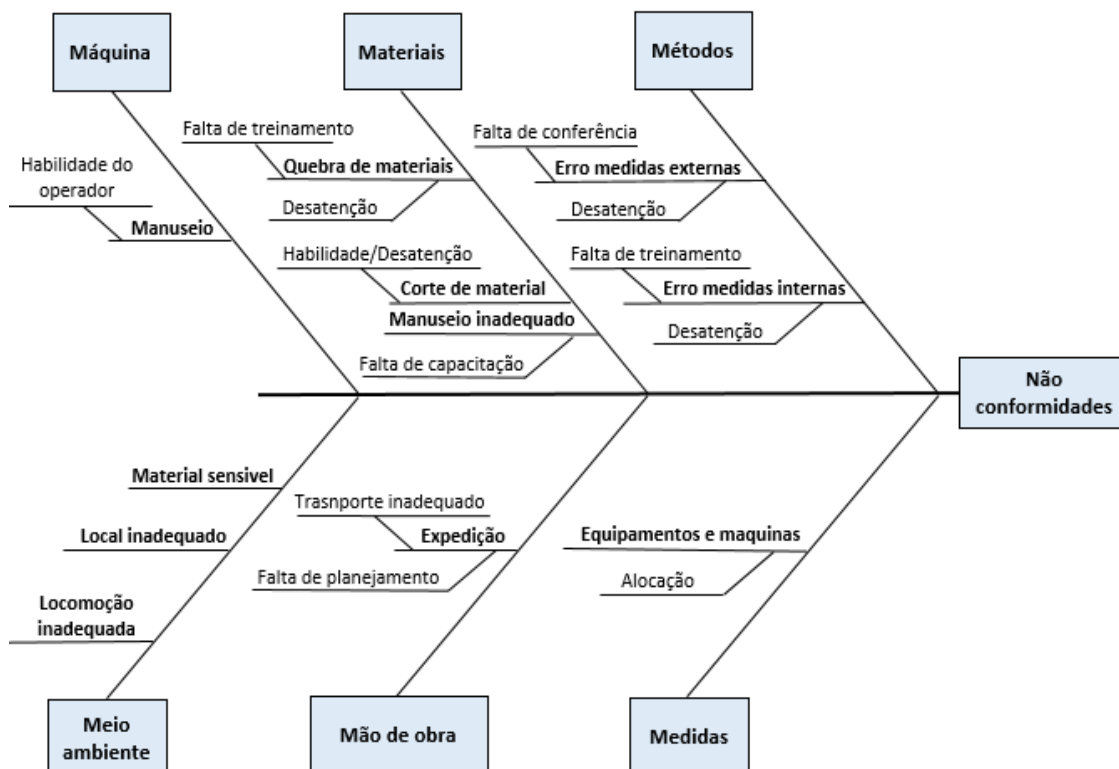 Máquina
Materiais
Métodos
Falta de treinamento
Falta de conferência
Habilidade do
operador
Quebra de materiais
Erro medidas externas
Desatenção
Desatenção
Manuseio
Habilidade/Desatenção
Falta de treinamento
Corte de material
Erro medidas internas
Manuseio inadequado
Desatenção
Falta de capacitação
Não
conformidades
Material sensivel
Trasnporte inadequado
Local inadequado
Expedição
Equipamentos e maquinas
Falta de planejamento
Alocação
Locomoção
inadequada
Meio
ambiente
Mão de obra
Medidas